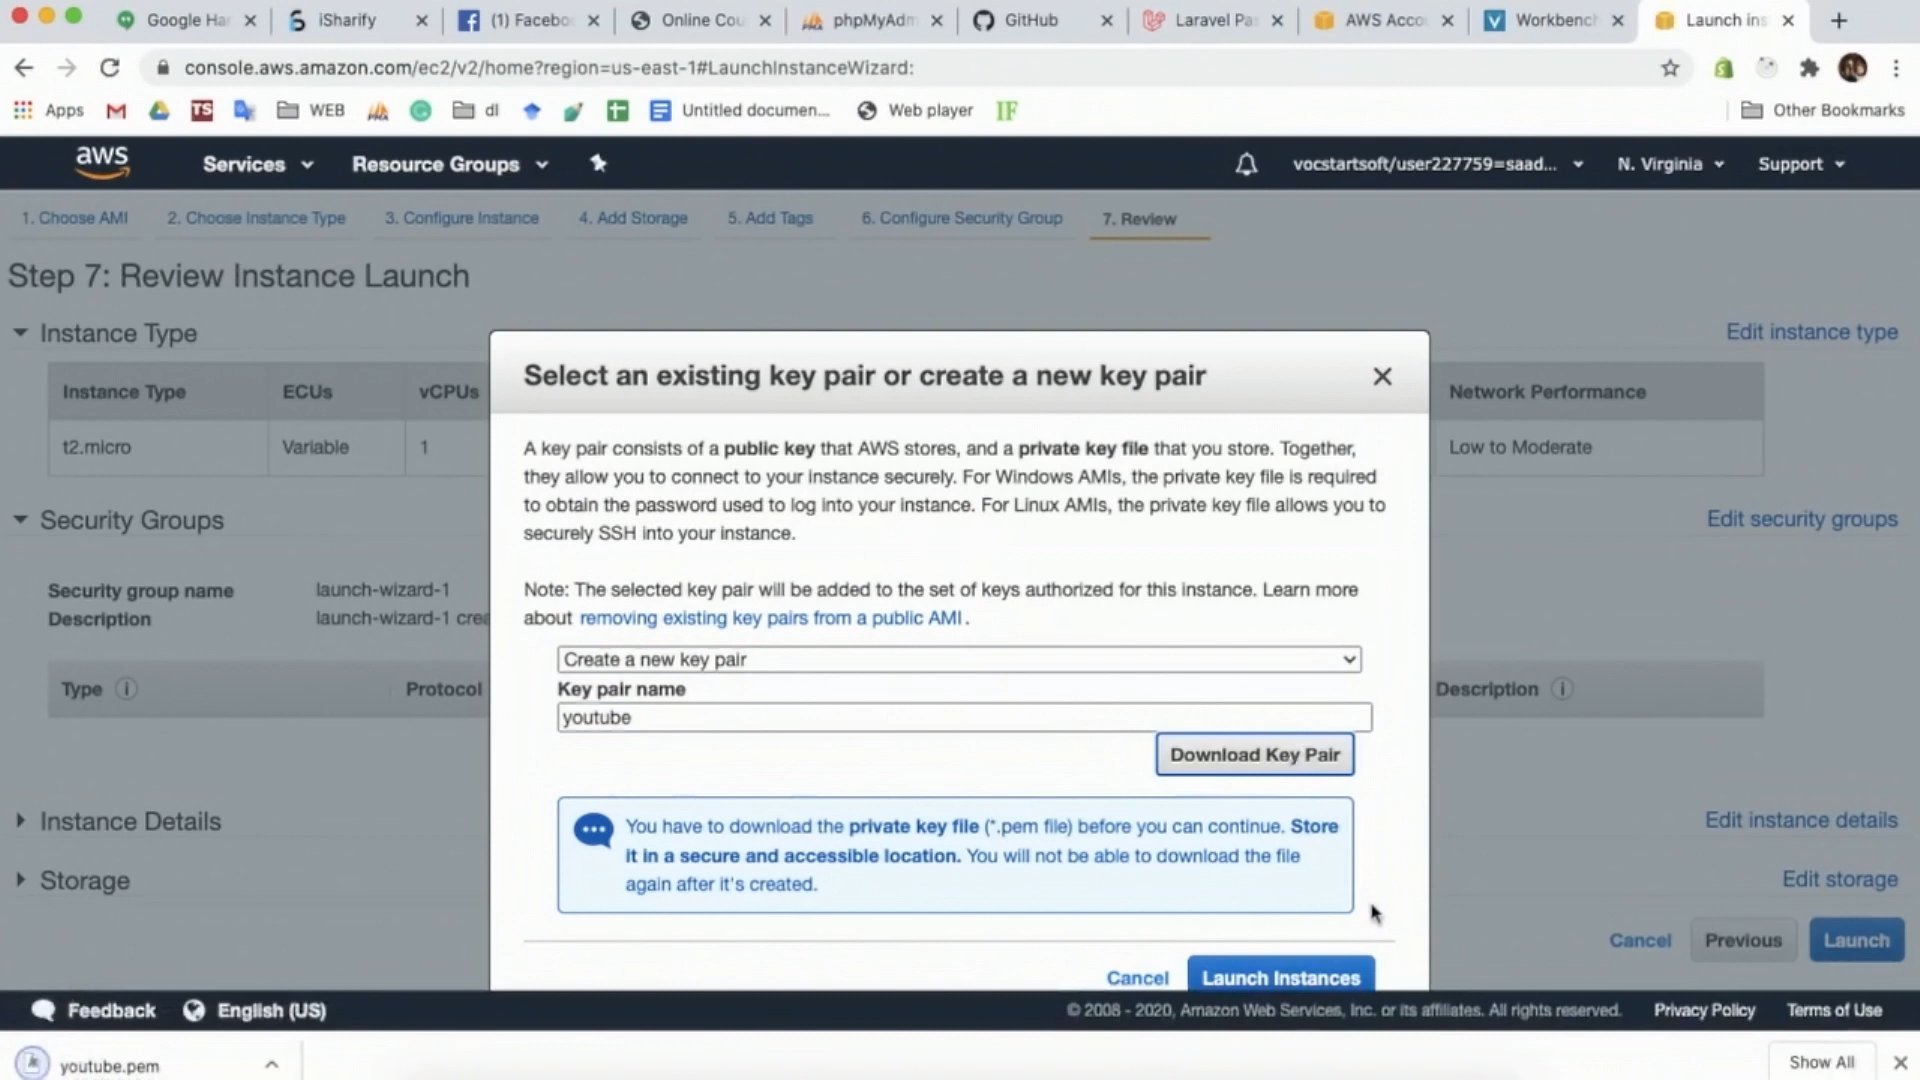 Google Ha
iSharify
(1) Facebo
Online Cou
phpMyAdm
GitHub
Laravel Pa
AWS Acco
Workbench
Launch ins
console.aws.amazon.com/ec2/v2/home?region=us-east-1#LaunchInstanceWizard:
Apps
TS
WEB
dl
Untitled documen...
Web player
IF
Other Bookmarks
aws
Services
Resource Groups
vocstartsoft/user227759=saad...
N. Virginia
Support
1. Choose AMI
2. Choose Instance Type
3. Configure Instance
4. Add Storage
5. Add Tags
6. Configure Security Group
7. Review
Step 7: Review Instance Launch
Instance Type
Edit instance type
Instance Type
ECUs
vCPUs
Network Performance
t2.micro
Variable
1
Low to Moderate
Security Groups
Edit security groups
Security group name
launch-wizard-1
Description
launch-wizard-1 crea
Type
Protocol
Description
Instance Details
Edit instance details
Storage
Edit storage
Cancel
Previous
Launch
Select an existing key pair or create a new key pair
A key pair consists of a public key that AWS stores, and a private key file that you store. Together,
they allow you to connect to your instance securely. For Windows AMIs, the private key file is required
to obtain the password used to log into your instance. For Linux AMIs, the private key file allows you to
securely SSH into your instance.
Note: The selected key pair will be added to the set of keys authorized for this instance. Learn more
about removing existing key pairs from a public AMI.
Create a new key pair
Key pair name
youtube
Download Key Pair
You have to download the private key file (*.pem file) before you can continue. Store
it in a secure and accessible location. You will not be able to download the file
again after it's created.
Cancel
Launch Instances
Feedback
English (US)
© 2008 - 2020, Amazon Web Services, Inc. or its affiliates. All rights reserved.
Privacy Policy
Terms of Use
youtube.pem
Show All